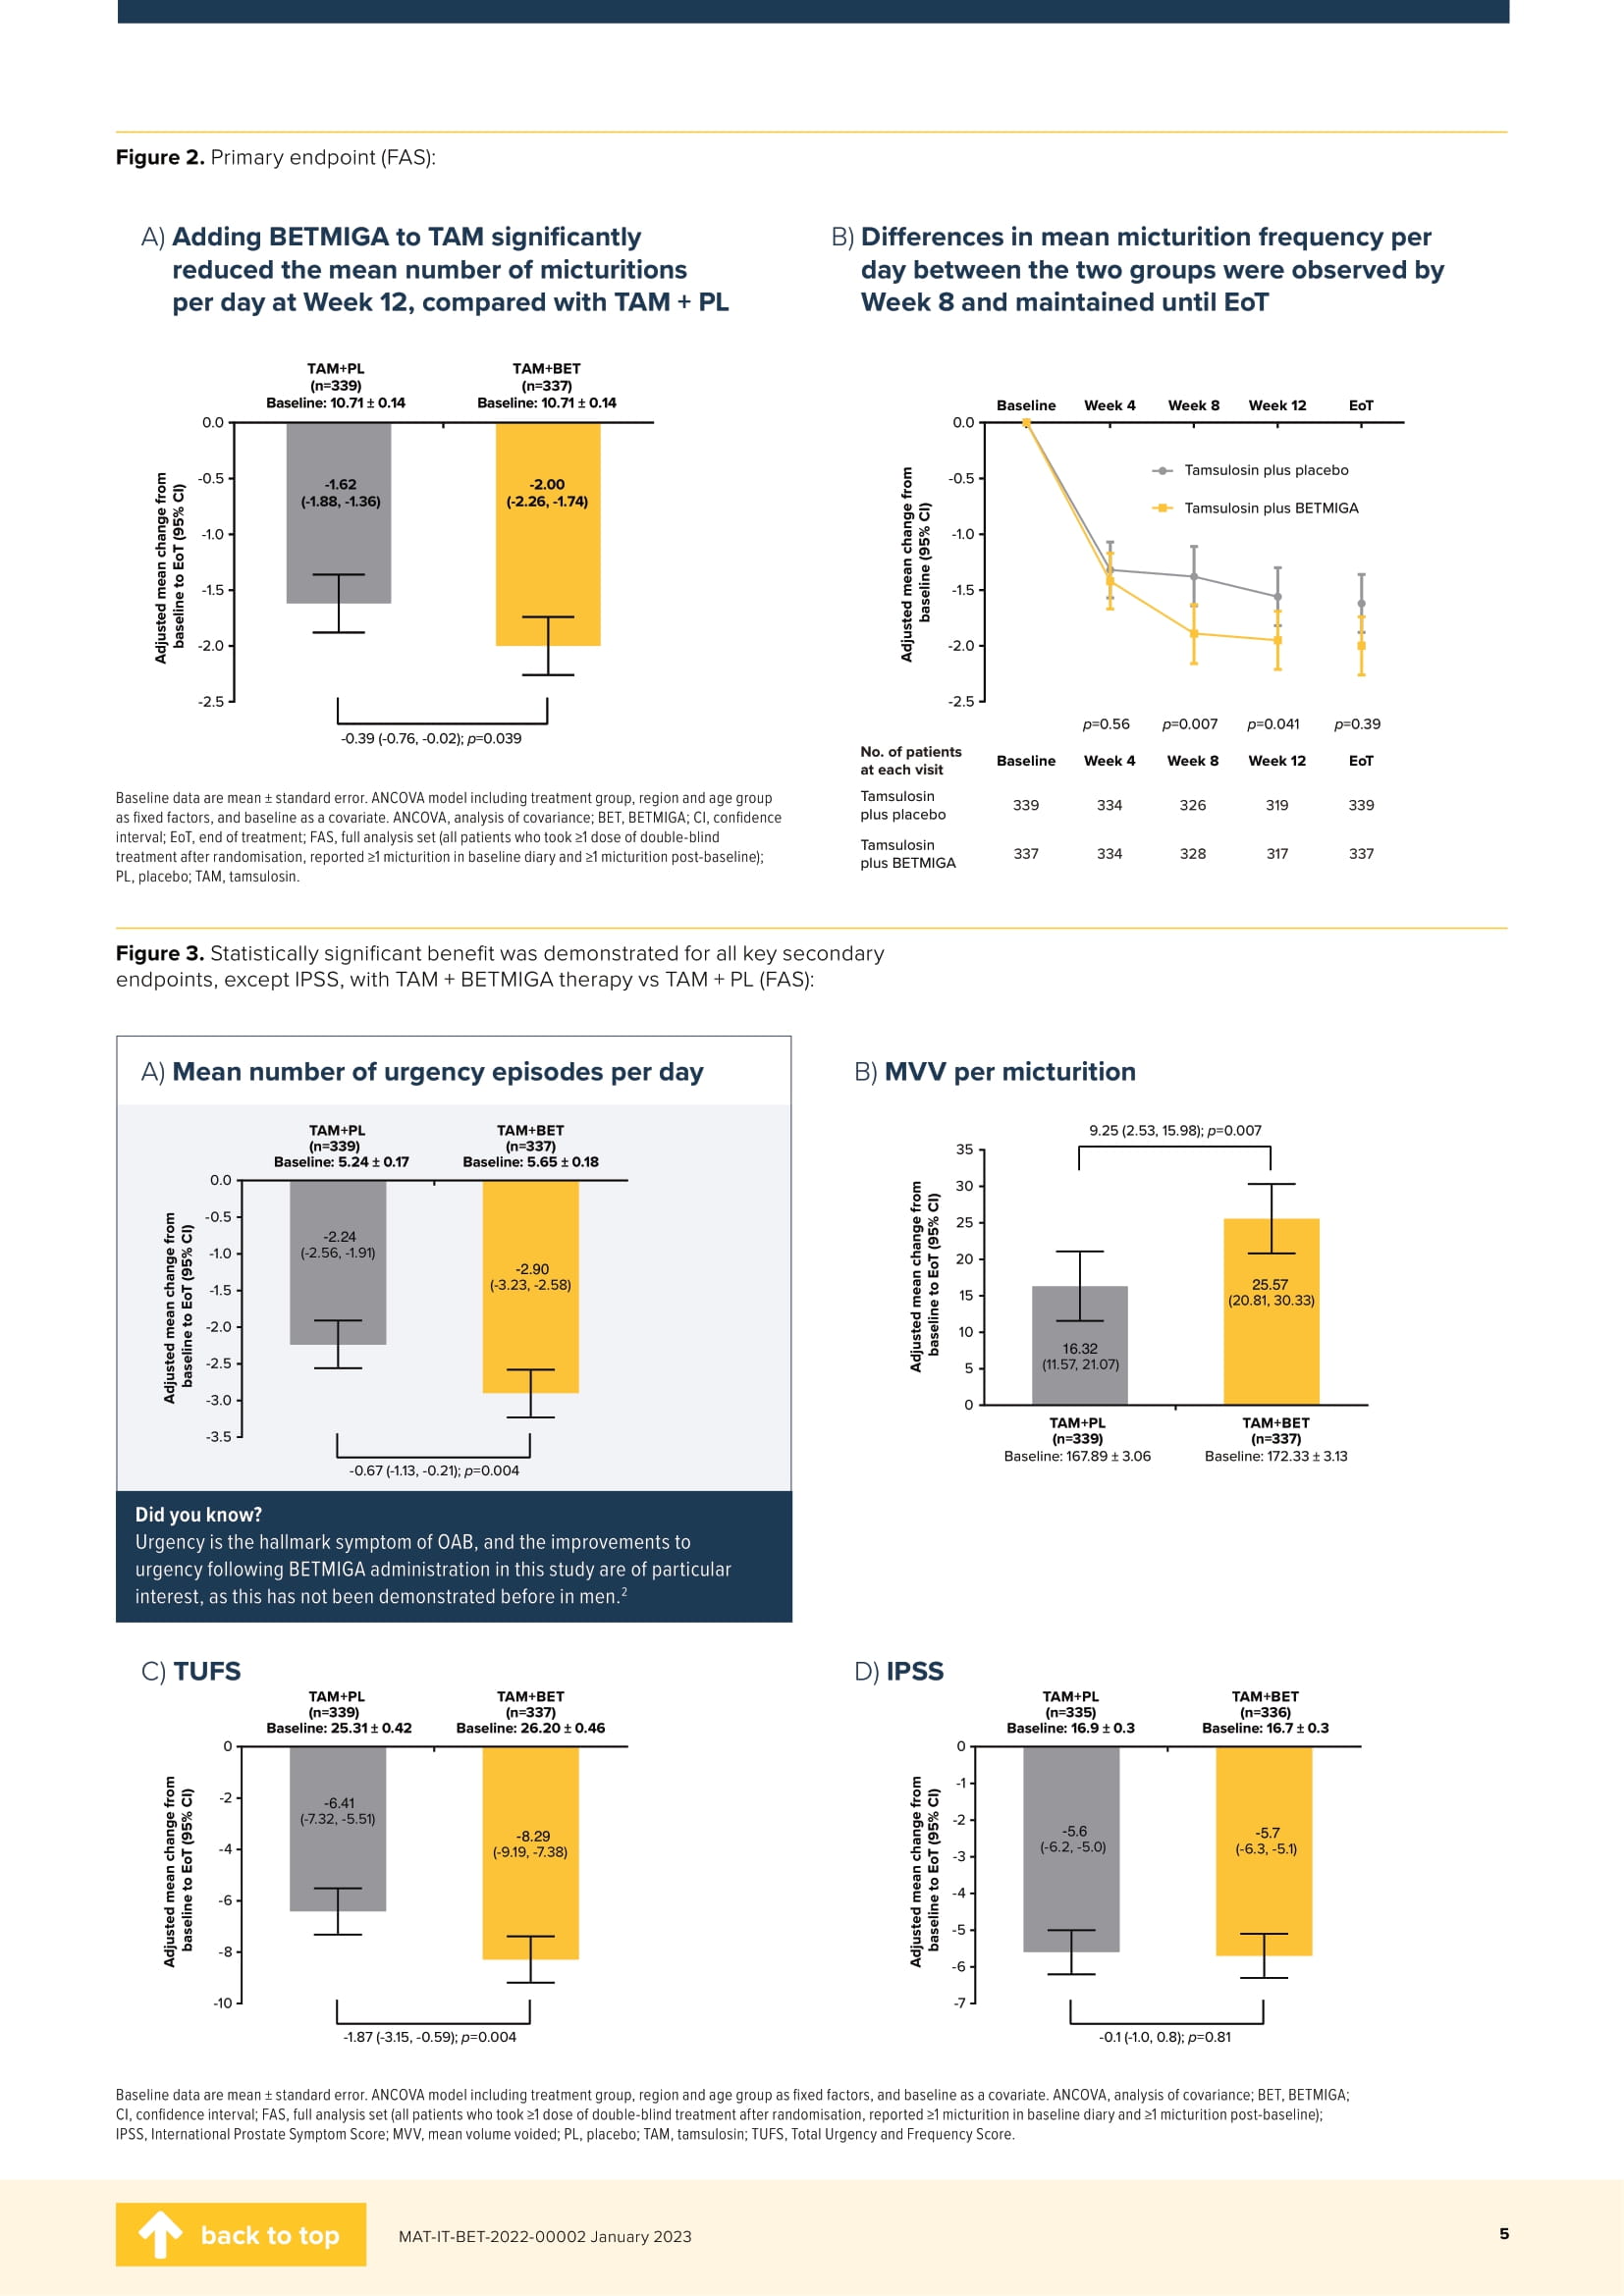 Figure 2. Primary endpoint (FAS):
A) Adding BETMIGA to TAM significantly
reduced the mean number of micturitions
per day at Week 12, compared with TAM + PL
TAM+PL
(n=339)
Baseline: 10.71 ± 0.14
TAM+BET
(n=337)
Baseline: 10.71 ± 0.14
Adjusted mean change from
baseline to EoT (95% CI)
0.0
-0.5
-1.0
-1.5
-2.0
-2.5
-1.62
(-1.88, -1.36)
-2.00
(-2.26, -1.74)
-0.39 (-0.76, -0.02); p=0.039
Baseline data are mean ± standard error. ANCOVA model including treatment group, region and age group
as fixed factors, and baseline as a covariate. ANCOVA, analysis of covariance; BET, BETMIGA; CI, confidence
interval; EoT, end of treatment; FAS, full analysis set (all patients who took ≥1 dose of double-blind
treatment after randomisation, reported ≥1 micturition in baseline diary and ≥1 micturition post-baseline);
PL, placebo; TAM, tamsulosin.
B) Differences in mean micturition frequency per
day between the two groups were observed by
Week 8 and maintained until EoT
Baseline Week 4 Week 8 Week 12 EoT
Adjusted mean change from
baseline (95% CI)
0.0
-0.5
-1.0
-1.5
-2.0
-2.5
Tamsulosin plus placebo
Tamsulosin plus BETMIGA
p=0.56 p=0.007 p=0.041 p=0.39
No. of patients
at each visit
Baseline Week 4 Week 8 Week 12 EoT
Tamsulosin
plus placebo
339 334 326 319 339
Tamsulosin
plus BETMIGA
337 334 328 317 337
Figure 3. Statistically significant benefit was demonstrated for all key secondary
endpoints, except IPSS, with TAM + BETMIGA therapy vs TAM + PL (FAS):
A) Mean number of urgency episodes per day
TAM+PL
(n=339)
Baseline: 5.24 ± 0.17
TAM+BET
(n=337)
Baseline: 5.65 ± 0.18
Adjusted mean change from
baseline to EoT (95% CI)
0.0
-0.5
-1.0
-1.5
-2.0
-2.5
-3.0
-3.5
-2.24
(-2.56, -1.91)
-2.90
(-3.23, -2.58)
-0.67 (-1.13, -0.21); p=0.004
Did you know?
Urgency is the hallmark symptom of OAB, and the improvements to
urgency following BETMIGA administration in this study are of particular
interest, as this has not been demonstrated before in men.2
B) MVV per micturition
9.25 (2.53, 15.98); p=0.007
Adjusted mean change from
baseline to EoT (95% CI)
35
30
25
20
15
10
5
0
16.32
(11.57, 21.07)
25.57
(20.81, 30.33)
TAM+PL
(n=339)
Baseline: 167.89 ± 3.06
TAM+BET
(n=337)
Baseline: 172.33 ± 3.13
C) TUFS
TAM+PL
(n=339)
Baseline: 25.31 ± 0.42
TAM+BET
(n=337)
Baseline: 26.20 ± 0.46
Adjusted mean change from
baseline to EoT (95% CI)
0
-2
-4
-6
-8
-10
-6.41
(-7.32, -5.51)
-8.29
(-9.19, -7.38)
-1.87 (-3.15, -0.59); p=0.004
D) IPSS
TAM+PL
(n=335)
Baseline: 16.9 ± 0.3
TAM+BET
(n=336)
Baseline: 16.7 ± 0.3
Adjusted mean change from
baseline to EoT (95% CI)
0
-1
-2
-3
-4
-5
-6
-7
-5.6
(-6.2, -5.0)
-5.7
(-6.3, -5.1)
-0.1 (-1.0, 0.8); p=0.81
Baseline data are mean ± standard error. ANCOVA model including treatment group, region and age group as fixed factors, and baseline as a covariate. ANCOVA, analysis of covariance; BET, BETMIGA;
CI, confidence interval; FAS, full analysis set (all patients who took ≥1 dose of double-blind treatment after randomisation, reported ≥1 micturition in baseline diary and ≥1 micturition post-baseline);
IPSS, International Prostate Symptom Score; MVV, mean volume voided; PL, placebo; TAM, tamsulosin; TUFS, Total Urgency and Frequency Score.
back to top
MAT-IT-BET-2022-00002 January 2023
5